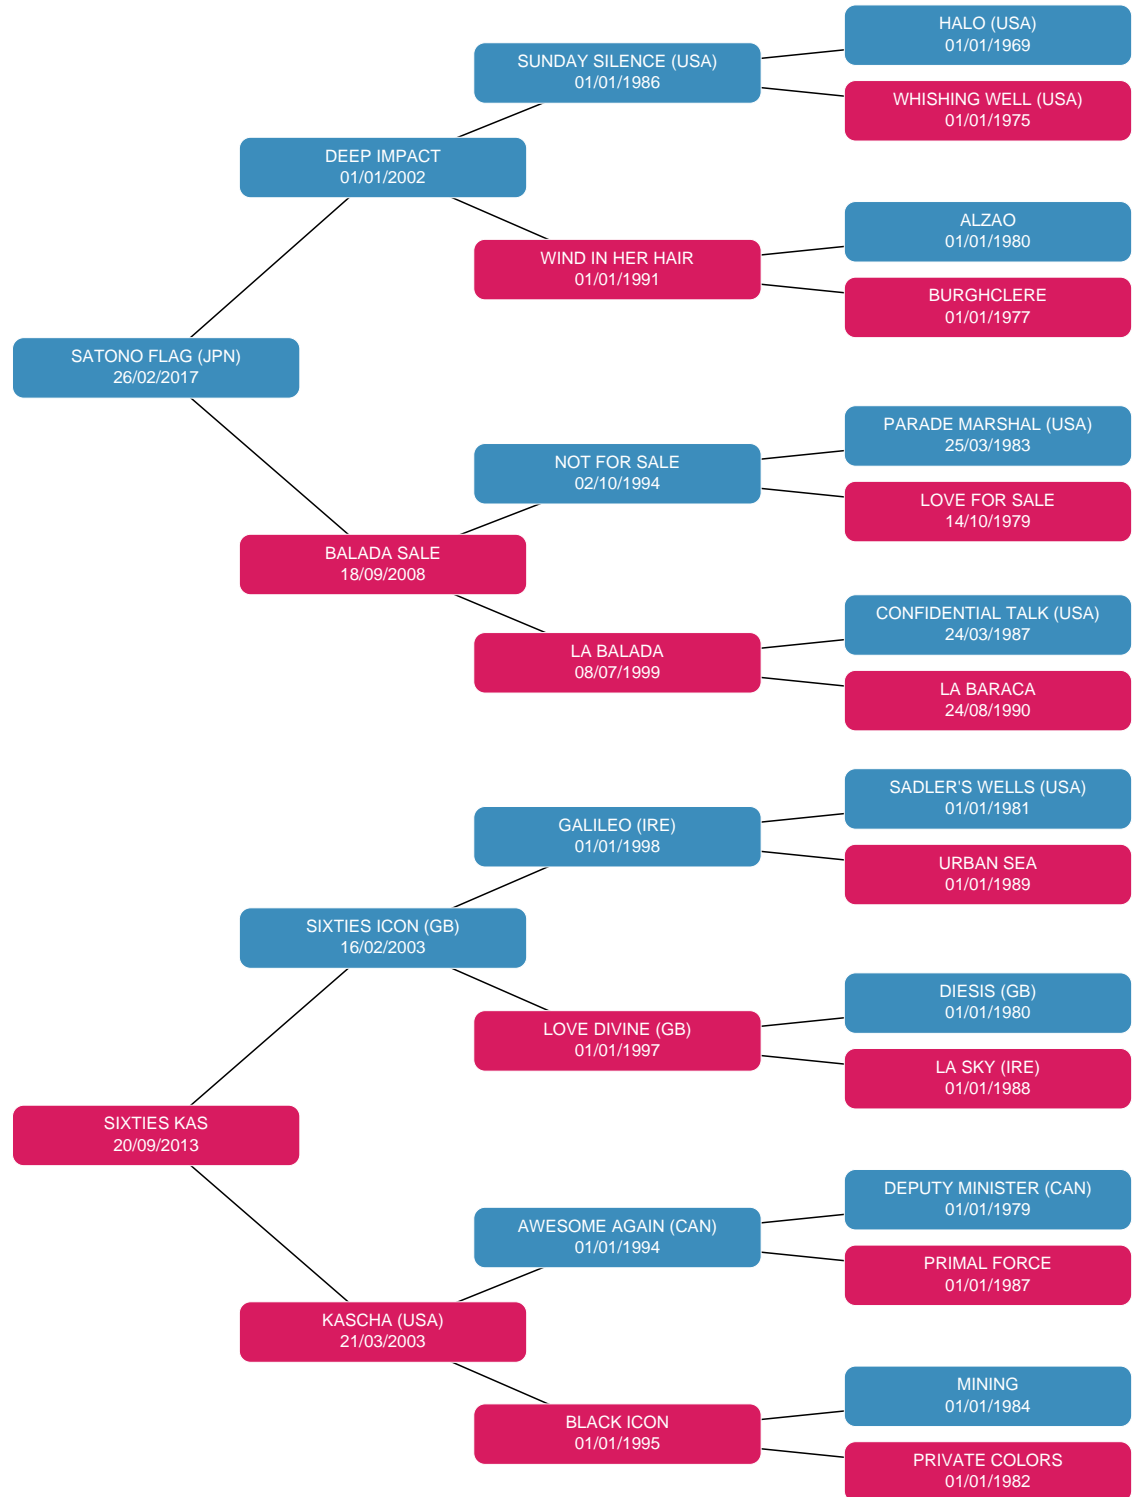 HALO (USA)
01/01/1969
SUNDAY SILENCE (USA)
01/01/1986
WHISHING WELL (USA)
01/01/1975
DEEP IMPACT
01/01/2002
ALZAO
01/01/1980
WIND IN HER HAIR
01/01/1991
BURGHCLERE
01/01/1977
SATONO FLAG (JPN)
26/02/2017
PARADE MARSHAL (USA)
25/03/1983
NOT FOR SALE
02/10/1994
LOVE FOR SALE
14/10/1979
BALADA SALE
18/09/2008
CONFIDENTIAL TALK (USA)
24/03/1987
LA BALADA
08/07/1999
LA BARACA
24/08/1990
SADLER'S WELLS (USA)
01/01/1981
GALILEO (IRE)
01/01/1998
URBAN SEA
01/01/1989
SIXTIES ICON (GB)
16/02/2003
DIESIS (GB)
01/01/1980
LOVE DIVINE (GB)
01/01/1997
LA SKY (IRE)
01/01/1988
SIXTIES KAS
20/09/2013
DEPUTY MINISTER (CAN)
01/01/1979
AWESOME AGAIN (CAN)
01/01/1994
PRIMAL FORCE
01/01/1987
KASCHA (USA)
21/03/2003
MINING
01/01/1984
BLACK ICON
01/01/1995
PRIVATE COLORS
01/01/1982